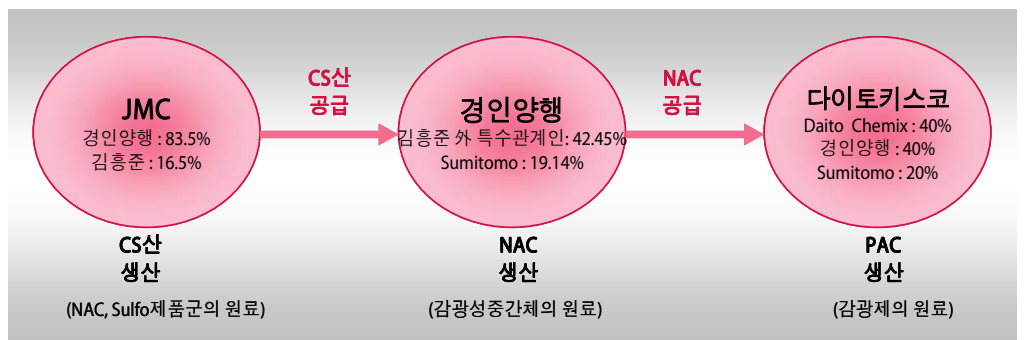 JMC
경인양행 : 83.5%
김흥준 : 16.5%
CS산
공급
경인양행
김흥준 外 특수관계인: 42.45%
Sumitomo : 19.14%
NAC
공급
다이토키스코
Daito Chemix : 40%
경인양행 : 40%
Sumitomo : 20%
CS산
생산
(NAC, Sulfo제품군의 원료)
NAC
생산
(감광성중간체의 원료)
PAC
생산
(감광제의 원료)